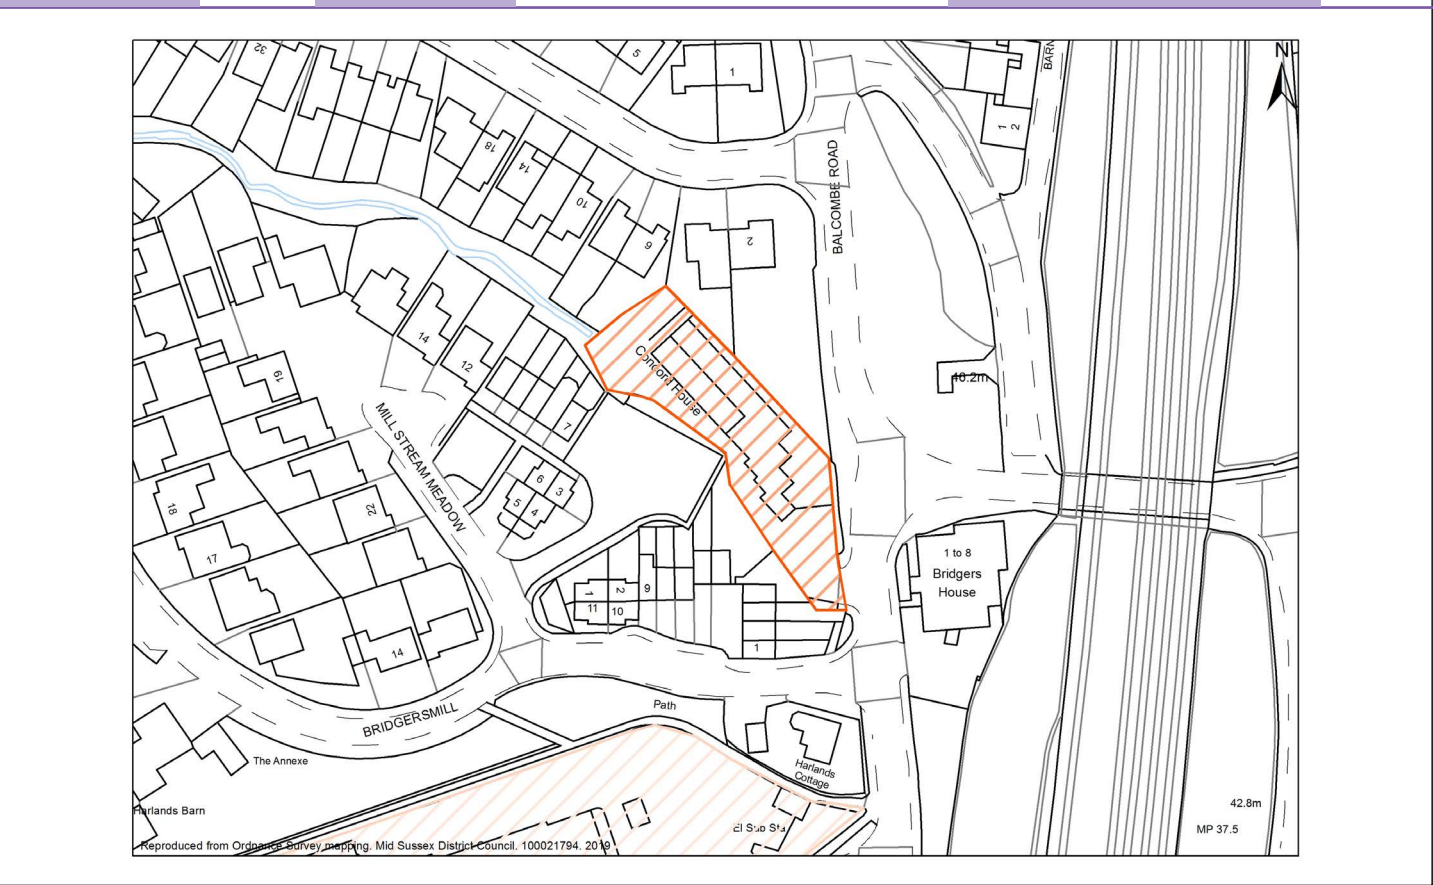 32
5
1
N
BARN
1
2
18
14
10
6
2
BALCOMBE ROAD
14
12
19
Concord House
46.2m
7
MILL STREAM MEADOW
6
3
5
4
18
22
17
1 to 8
Bridgers
House
1
2
9
11
10
1
14
BRIDGERSMILL
Path
The Annexe
Harlands
Cottage
Harlands Barn
42.8m
El Sub Sta
MP 37.5
Reproduced from Ordnance Survey mapping. Mid Sussex District Council. 100021794. 2019